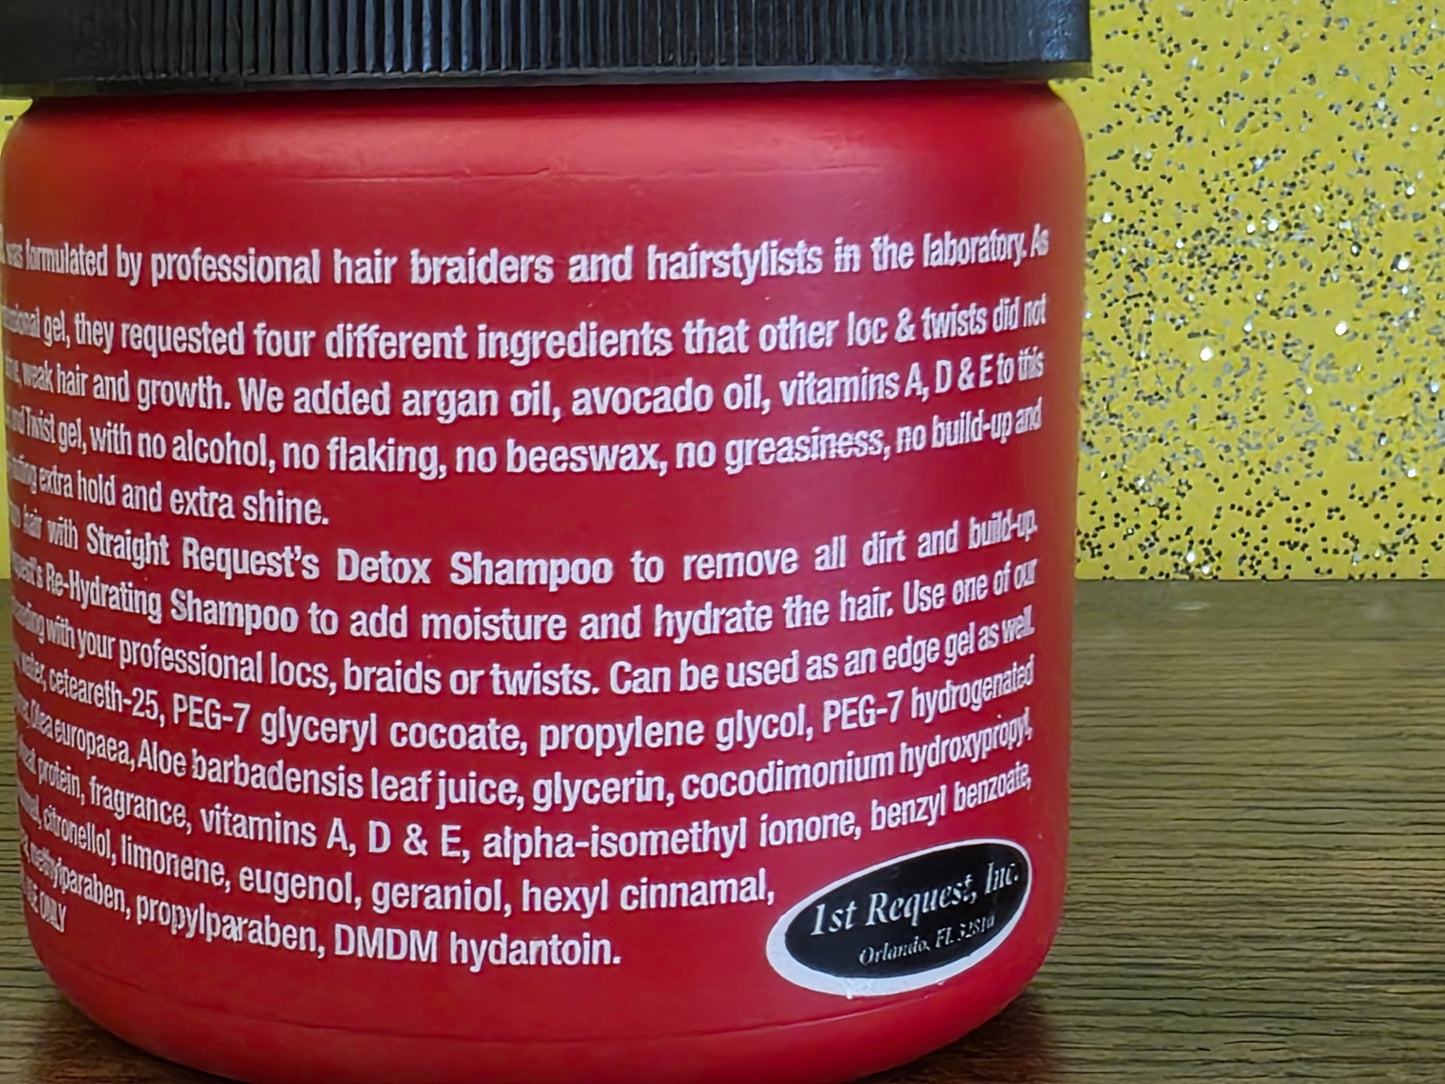 was formulated by professional hair braiders and hairstylists in the laboratory. As
gel, they requested four different ingredients that other loc & twists did not
weak hair and growth. We added argan oil, avocado oil, vitamins A, D & E to this
and Twist gel, with no alcohol, no flaking, no beeswax, no greasiness, no build-up and
extra hold and extra shine.
hair with Straight Request's Detox Shampoo to remove all dirt and build-up.
Re-Hydrating Shampoo to add moisture and hydrate the hair. Use one of our
with your professional locs, braids or twists. Can be used as an edge gel as well.
water, ceteareth-25, PEG-7 glyceryl cocoate, propylene glycol, PEG-7 hydrogenated
Olea europaea, Aloe barbadensis leaf juice, glycerin, cocodimonium hydroxypropyl,
protein, fragrance, vitamins A, D & E, alpha-isomethyl ionone, benzyl benzoate,
citronellol, limonene, eugenol, geraniol, hexyl cinnamal,
methylparaben, propylparaben, DMDM hydantoin.
USE ONLY
1st Request, Inc.
Orlando, FL 32810